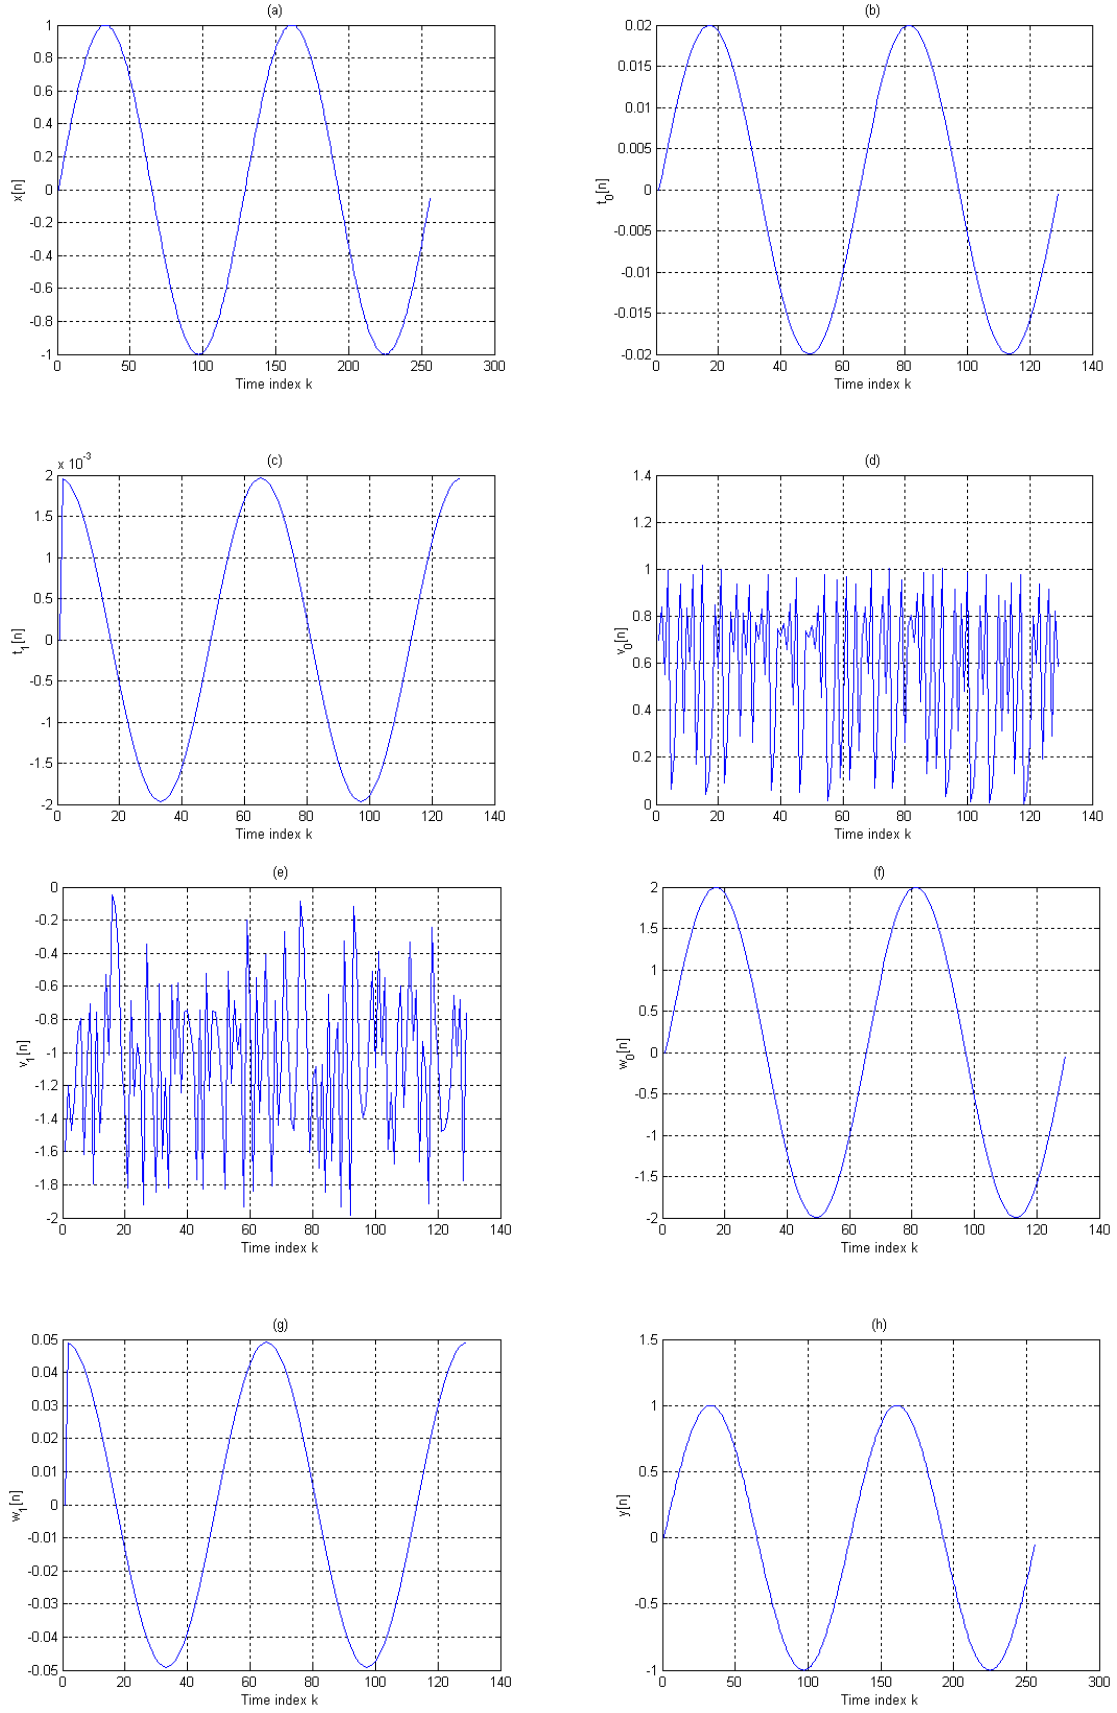 (a)
1
0.8
0.6
0.4
0.2
0
-0.2
-0.4
-0.6
-0.8
-1
x[n]
0 50 100 150 200 250 300
Time index k
(b)
0.02
0.015
0.01
0.005
0
-0.005
-0.01
-0.015
-0.02
t_0[n]
0 20 40 60 80 100 120 140
Time index k
(c)
x 10^-3
2
1.5
1
0.5
0
-0.5
-1
-1.5
-2
t_1[n]
0 20 40 60 80 100 120 140
Time index k
(d)
1.4
1.2
1
0.8
0.6
0.4
0.2
0
v_0[n]
0 20 40 60 80 100 120 140
Time index k
(e)
0
-0.2
-0.4
-0.6
-0.8
-1
-1.2
-1.4
-1.6
-1.8
-2
v_1[n]
0 20 40 60 80 100 120 140
Time index k
(f)
2
1.5
1
0.5
0
-0.5
-1
-1.5
-2
w_0[n]
0 20 40 60 80 100 120 140
Time index k
(g)
0.05
0.04
0.03
0.02
0.01
0
-0.01
-0.02
-0.03
-0.04
-0.05
w_1[n]
0 20 40 60 80 100 120 140
Time index k
(h)
1.5
1
0.5
0
-0.5
-1
y[n]
0 50 100 150 200 250 300
Time index k